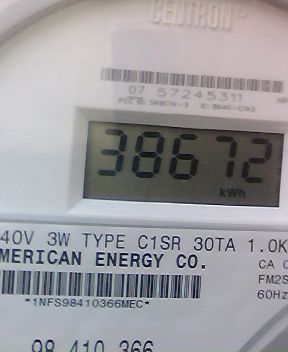 CENTRON
07 57245311
38672
kWh
40V 3W TYPE C1SR 30TA 1.0K
MERICAN ENERGY CO.
CA 0
FM2S
60Hz
*1NFS98410366MEC*
98 410 366